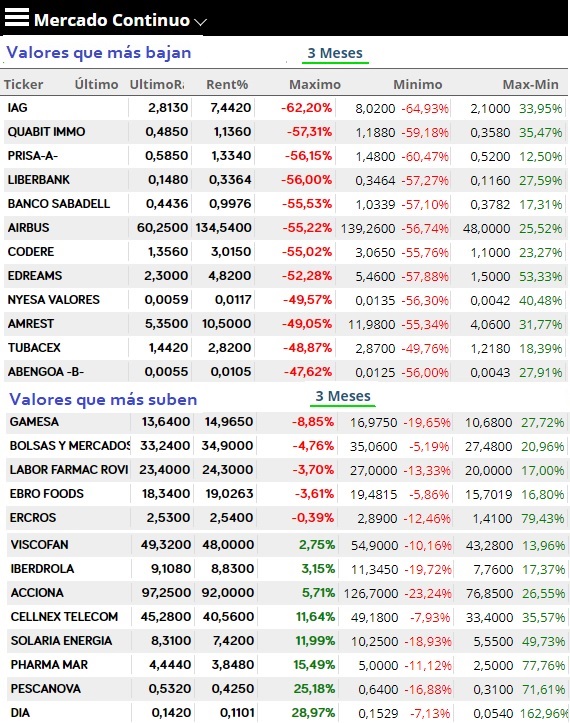 Mercado Continuo
Valores que más bajan 3 Meses
Ticker Último UltimoRa Rent% Maximo Minimo Max-Min
IAG 2,8130 7,4420 -62,20% 8,0200 -64,93% 2,1000 33,95%
QUABIT IMMO 0,4850 1,1360 -57,31% 1,1880 -59,18% 0,3580 35,47%
PRISA-A- 0,5850 1,3340 -56,15% 1,4800 -60,47% 0,5200 12,50%
LIBERBANK 0,1480 0,3364 -56,00% 0,3464 -57,27% 0,1160 27,59%
BANCO SABADELL 0,4436 0,9976 -55,53% 1,0339 -57,10% 0,3782 17,31%
AIRBUS 60,2500 134,5400 -55,22% 139,2600 -56,74% 48,0000 25,52%
CODERE 1,3560 3,0150 -55,02% 3,0655 -55,76% 1,1000 23,27%
EDREAMS 2,3000 4,8200 -52,28% 5,4600 -57,88% 1,5000 53,33%
NYESA VALORES 0,0059 0,0117 -49,57% 0,0135 -56,30% 0,0042 40,48%
AMREST 5,3500 10,5000 -49,05% 11,9800 -55,34% 4,0600 31,77%
TUBACEX 1,4420 2,8200 -48,87% 2,8700 -49,76% 1,2180 18,39%
ABENGOA -B- 0,0055 0,0105 -47,62% 0,0125 -56,00% 0,0043 27,91%
Valores que más suben 3 Meses
GAMESA 13,6400 14,9650 -8,85% 16,9750 -19,65% 10,6800 27,72%
BOLSAS Y MERCADOS 33,2400 34,9000 -4,76% 35,0600 -5,19% 27,4800 20,96%
LABOR FARMAC ROVI 23,4000 24,3000 -3,70% 27,0000 -13,33% 20,0000 17,00%
EBRO FOODS 18,3400 19,0263 -3,61% 19,4815 -5,86% 15,7019 16,80%
ERCROS 2,5300 2,5400 -0,39% 2,8900 -12,46% 1,4100 79,43%
VISCOFAN 49,3200 48,0000 2,75% 54,9000 -10,16% 43,2800 13,96%
IBERDROLA 9,1080 8,8300 3,15% 11,3450 -19,72% 7,7600 17,37%
ACCIONA 97,2500 92,0000 5,71% 126,7000 -23,24% 76,8500 26,55%
CELLNEX TELECOM 45,2800 40,5600 11,64% 49,1800 -7,93% 33,4000 35,57%
SOLARIA ENERGIA 8,3100 7,4200 11,99% 10,2500 -18,93% 5,5500 49,73%
PHARMA MAR 4,4440 3,8480 15,49% 5,0000 -11,12% 2,5000 77,76%
PESCANOVA 0,5320 0,4250 25,18% 0,6400 -16,88% 0,3100 71,61%
DIA 0,1420 0,1101 28,97% 0,1529 -7,13% 0,0540 162,96%